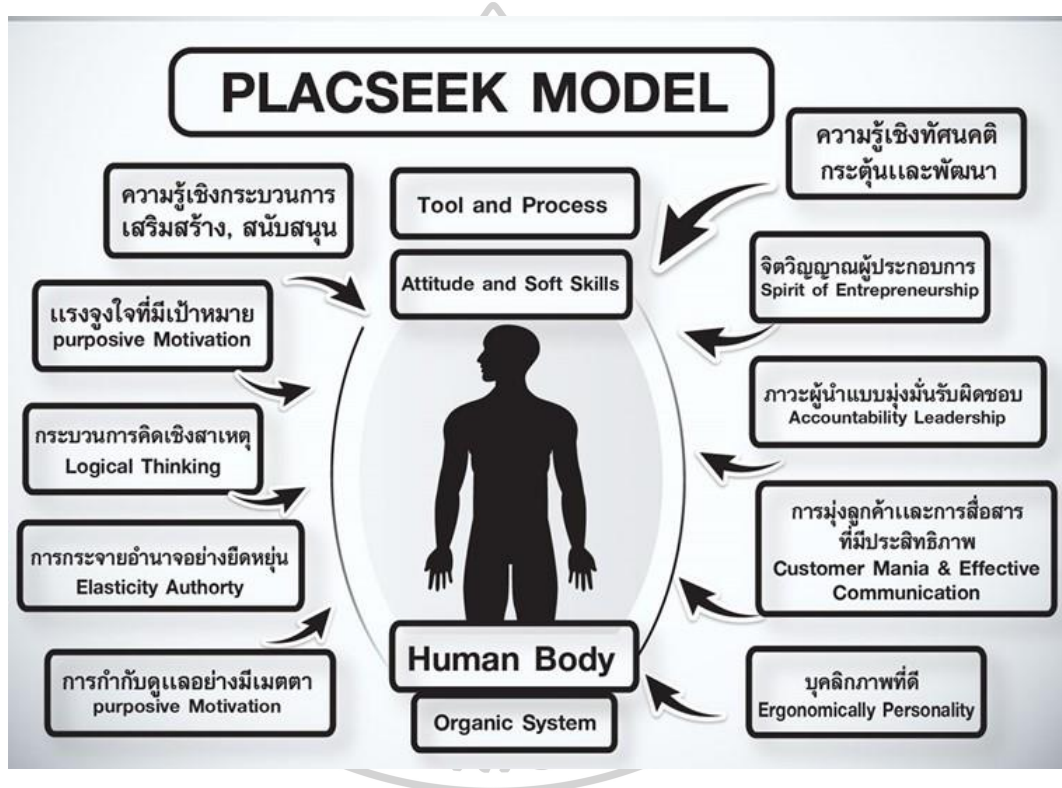 PLACSEEK MODEL
ความรู้เชิงกระบวนการ
เสริมสร้าง, สนับสนุน
แรงจูงใจที่มีเป้าหมาย
purposive Motivation
กระบวนการคิดเชิงสาเหตุ
Logical Thinking
การกระจายอำนาจอย่างยืดหยุ่น
Elasticity Authorty
การกำกับดูแลอย่างมีเมตตา
purposive Motivation
Tool and Process
Attitude and Soft Skills
Human Body
Organic System
ความรู้เชิงทัศนคติ
กระตุ้นและพัฒนา
จิตวิญญาณผู้ประกอบการ
Spirit of Entrepreneurship
ภาวะผู้นำแบบมุ่งมั่นรับผิดชอบ
Accountability Leadership
การมุ่งลูกค้าและการสื่อสาร
ที่มีประสิทธิภาพ
Customer Mania & Effective
Communication
บุคลิกภาพที่ดี
Ergonomically Personality